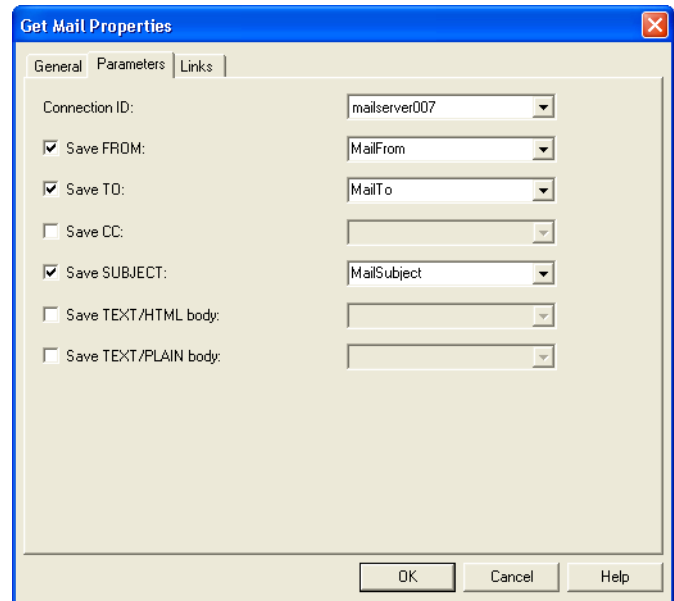 Get Mail Properties
General Parameters Links
Connection ID: mailserver007
Save FROM: MailFrom
Save TO: MailTo
Save CC:
Save SUBJECT: MailSubject
Save TEXT/HTML body:
Save TEXT/PLAIN body:
OK Cancel Help